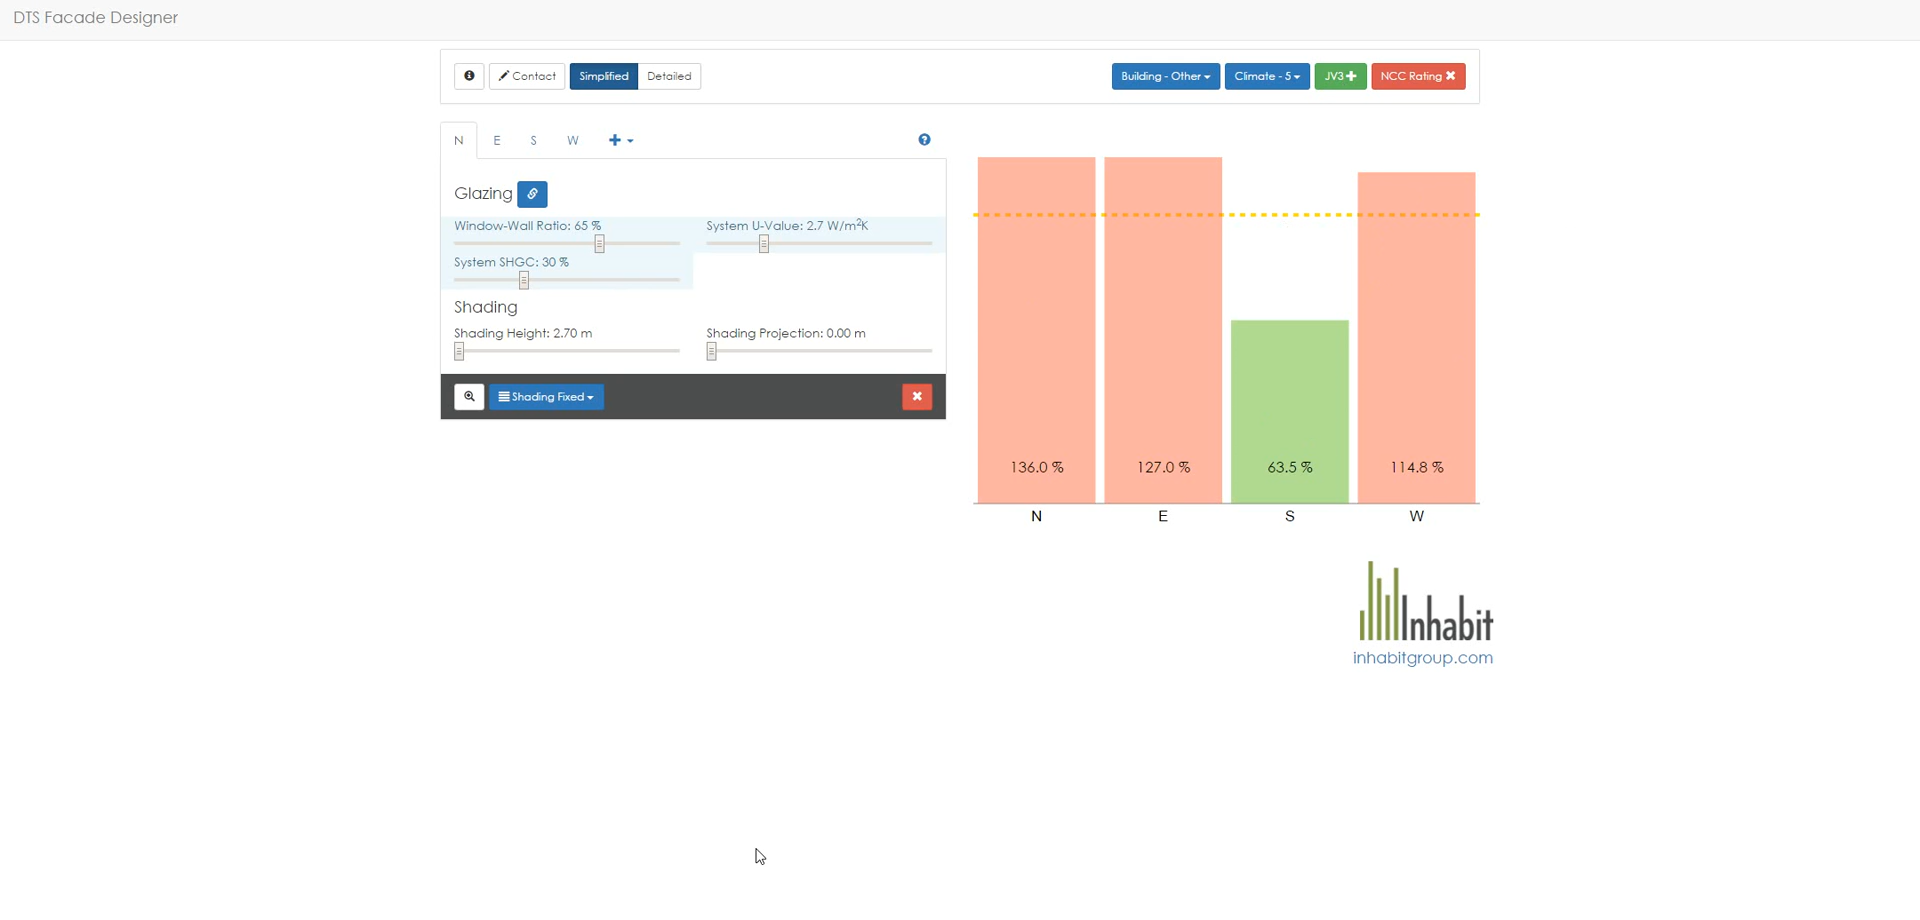 DTS Facade Designer
Contact
Simplified
Detailed
Building - Other
Climate - 5
JV3
NCC Rating
N E S W
Glazing
Window-Wall Ratio: 65 %
System U-Value: 2.7 W/m²K
System SHGC: 30 %
Shading
Shading Height: 2.70 m
Shading Projection: 0.00 m
Shading Fixed
136.0 %
127.0 %
63.5 %
114.8 %
N
E
S
W
Inhabit
inhabitgroup.com